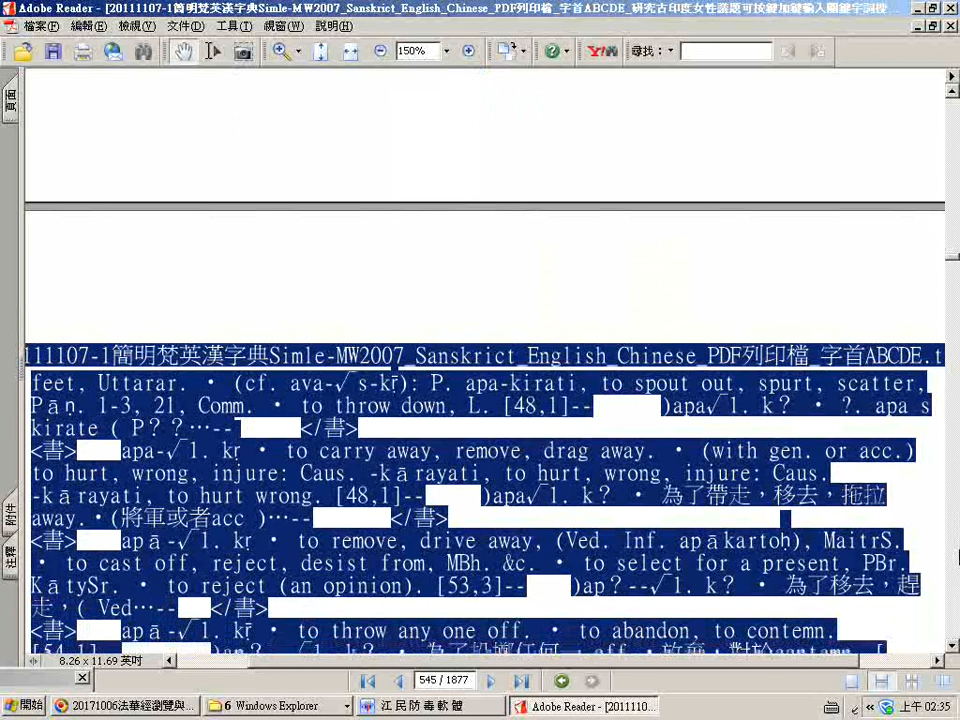 Adobe Reader - [20111107-1簡明梵英漢字典Simle-MW2007_Sanskrict_English_Chinese_PDF列印檔_字首ABCDE_研究古印度女性議題可按鍵加鍵輸入關鍵字詞搜
檔案(F) 編輯(E) 檢視(V) 文件(D) 工具(T) 視窗(W) 說明(H)
150% 尋找:
頁面
111107-1簡明梵英漢字典Simle-MW2007_Sanskrict_English_Chinese_PDF列印檔_字首ABCDE.t
feet, Uttarar. • (cf. ava-√s-kṝ): P. apa-kirati, to spout out, spurt, scatter,
Pāṇ. 1-3, 21, Comm. • to throw down, L. [48,1]-- )apa√1. k？ • ?. apa s
kirate ( P？？…-- </書>
<書> apa-√1. kṛ • to carry away, remove, drag away. • (with gen. or acc.)
to hurt, wrong, injure: Caus. -kārayati, to hurt, wrong, injure: Caus.
-kārayati, to hurt wrong. [48,1]-- )apa√1. k？ • 為了帶走，移去，拖拉
away.•(將軍或者acc )…-- </書>
<書> apā-√1. kṛ • to remove, drive away, (Ved. Inf. apākartoḥ), MaitrS.
• to cast off, reject, desist from, MBh. &c. • to select for a present, PBr.
KātySr. • to reject (an opinion). [53,3]-- )ap？--√1. k？ • 為了移去，趕
走，( Ved…-- </書>
<書> apā-√1. kṝ • to throw any one off. • to abandon, to contemn.
附件
註釋
8.26 x 11.69 英吋
545 / 1877
開始 20171006法華經瀏覽與... 6 Windows Explorer 江民防毒軟體 Adobe Reader - [2011110... 上午 02:35